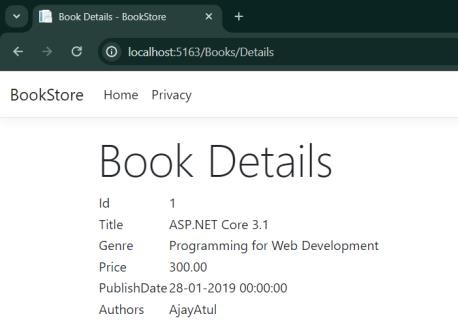 Book Details - BookStore
localhost:5163/Books/Details
BookStore Home Privacy
Book Details
Id 1
Title ASP.NET Core 3.1
Genre Programming for Web Development
Price 300.00
PublishDate 28-01-2019 00:00:00
Authors AjayAtul